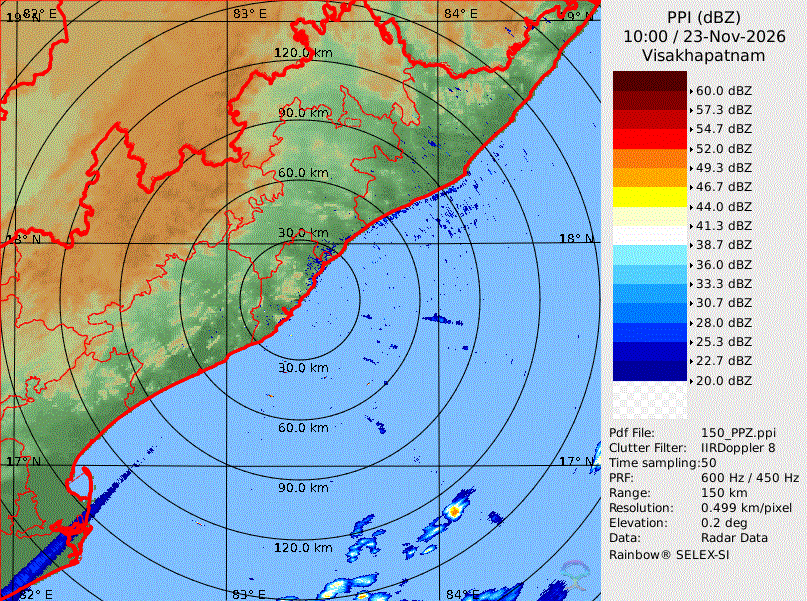 82° E
83° E
84° E
19° N
19° N
120.0 km
90.0 km
60.0 km
30.0 km
18° N
18° N
30.0 km
60.0 km
17° N
17° N
90.0 km
120.0 km
82° E
83° E
84° E
PPI (dBZ)
10:00 / 23-Nov-2026
Visakhapatnam
60.0 dBZ
57.3 dBZ
54.7 dBZ
52.0 dBZ
49.3 dBZ
46.7 dBZ
44.0 dBZ
41.3 dBZ
38.7 dBZ
36.0 dBZ
33.3 dBZ
30.7 dBZ
28.0 dBZ
25.3 dBZ
22.7 dBZ
20.0 dBZ
Pdf File: 150_PPZ.ppi
Clutter Filter: IIRDoppler 8
Time sampling:50
PRF: 600 Hz / 450 Hz
Range: 150 km
Resolution: 0.499 km/pixel
Elevation: 0.2 deg
Data: Radar Data
Rainbow® SELEX-SI